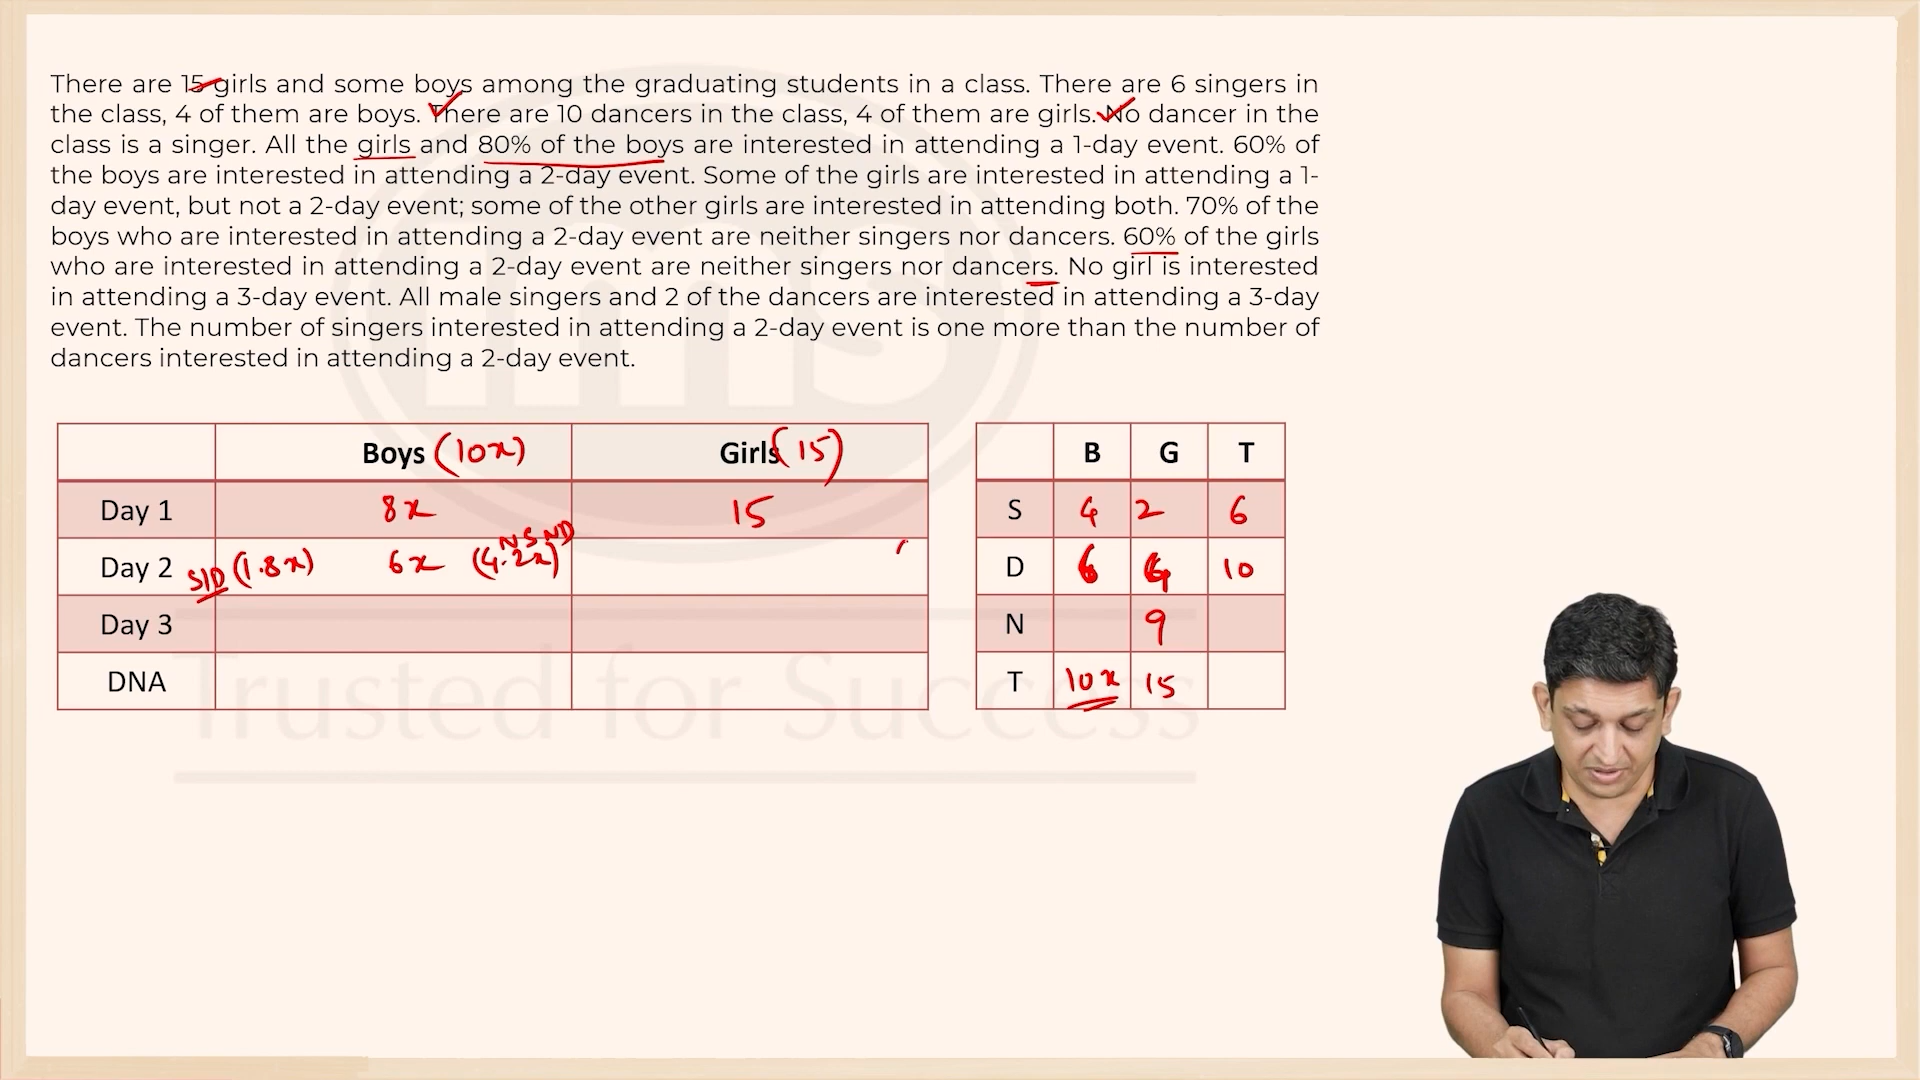 There are 15 girls and some boys among the graduating students in a class. There are 6 singers in
the class, 4 of them are boys. There are 10 dancers in the class, 4 of them are girls. No dancer in the
class is a singer. All the girls and 80% of the boys are interested in attending a 1-day event. 60% of
the boys are interested in attending a 2-day event. Some of the girls are interested in attending a 1-
day event, but not a 2-day event; some of the other girls are interested in attending both. 70% of the
boys who are interested in attending a 2-day event are neither singers nor dancers. 60% of the girls
who are interested in attending a 2-day event are neither singers nor dancers. No girl is interested
in attending a 3-day event. All male singers and 2 of the dancers are interested in attending a 3-day
event. The number of singers interested in attending a 2-day event is one more than the number of
dancers interested in attending a 2-day event.
ims
Trusted for Success
Boys (10x) Girls (15)
Day 1 8x 15
Day 2 S/D (1.8x) 6x (4.2x) NS ND
Day 3
DNA
B G T
S 4 2 6
D 6 4 10
N 9
T 10x 15